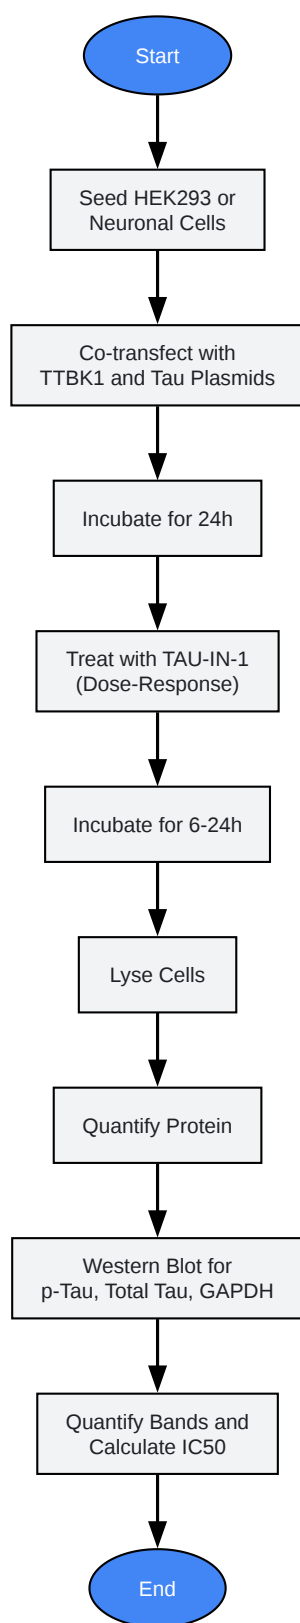 Start
Seed HEK293 or
Neuronal Cells
Co-transfect with
TTBK1 and Tau Plasmids
Incubate for 24h
Treat with TAU-IN-1
(Dose-Response)
Incubate for 6-24h
Lyse Cells
Quantify Protein
Western Blot for
p-Tau, Total Tau, GAPDH
Quantify Bands and
Calculate IC50
End